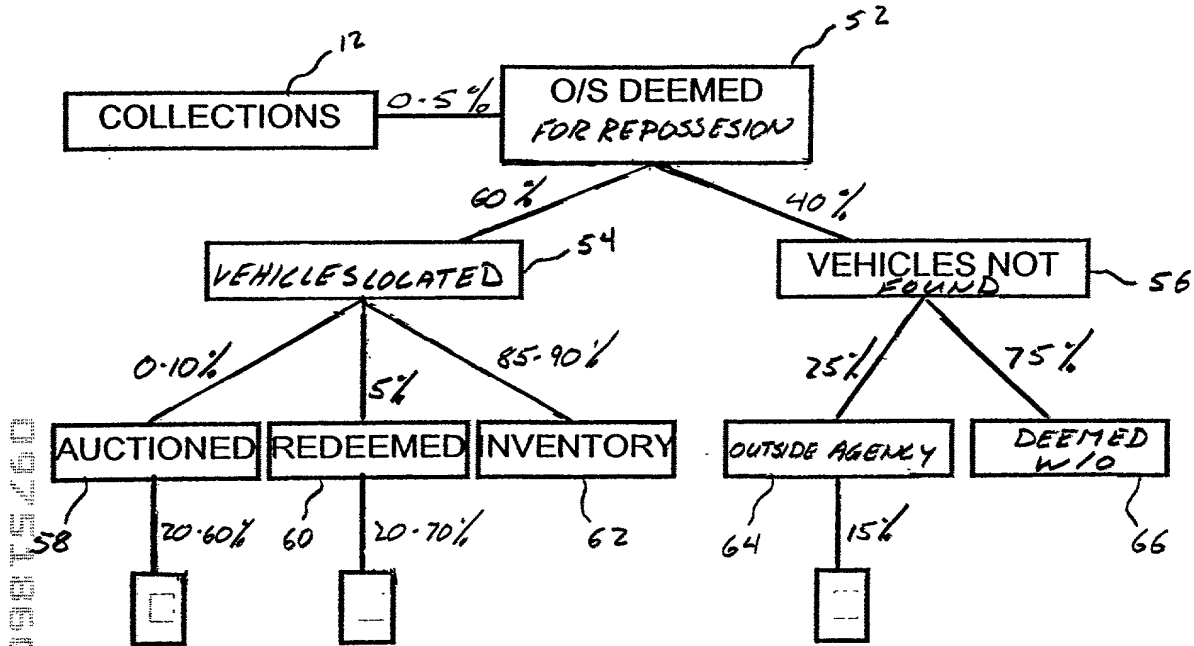 12
52
COLLECTIONS
0-5%
O/S DEEMED
FOR REPOSSESION
60%
40%
VEHICLES LOCATED
54
VEHICLES NOT
FOUND
56
0-10%
5%
85-90%
25%
75%
AUCTIONED
REDEEMED
INVENTORY
OUTSIDE AGENCY
DEEMED
W/O
58
20-60%
60
20-70%
62
64
15%
66